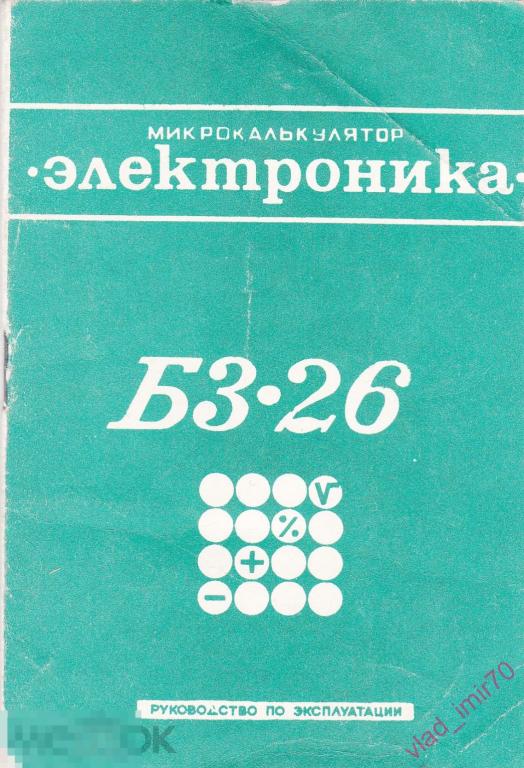 МИКРОКАЛЬКУЛЯТОР
·электроника·
Б3·26
√
%
+
−
РУКОВОДСТВО ПО ЭКСПЛУАТАЦИИ
vlad_imir70